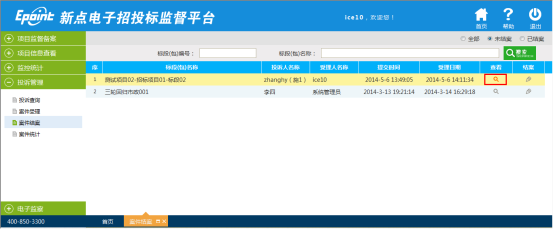 Epoint 新点电子招投标监督平台
ice10，欢迎您！
首页 帮助 退出
项目监督备案
项目信息查看
监控统计
投诉管理
投诉查询
案件受理
案件结案
案件统计
电子监察
全部 未结案 已结案
标段(包)编号： 标段(包)名称： 搜索
序 标段(包)名称 投诉人名称 受理人名称 提交时间 受理日期 查看 结案
1 测试项目02-招标项目01-标段02 zhanghy（施1） ice10 2014-5-6 13:49:05 2014-5-6 14:11:34
2 三轮回归市政001 李四 系统管理员 2014-3-13 19:21:14 2014-3-14 16:29:18
400-850-3300 首页 案件结案